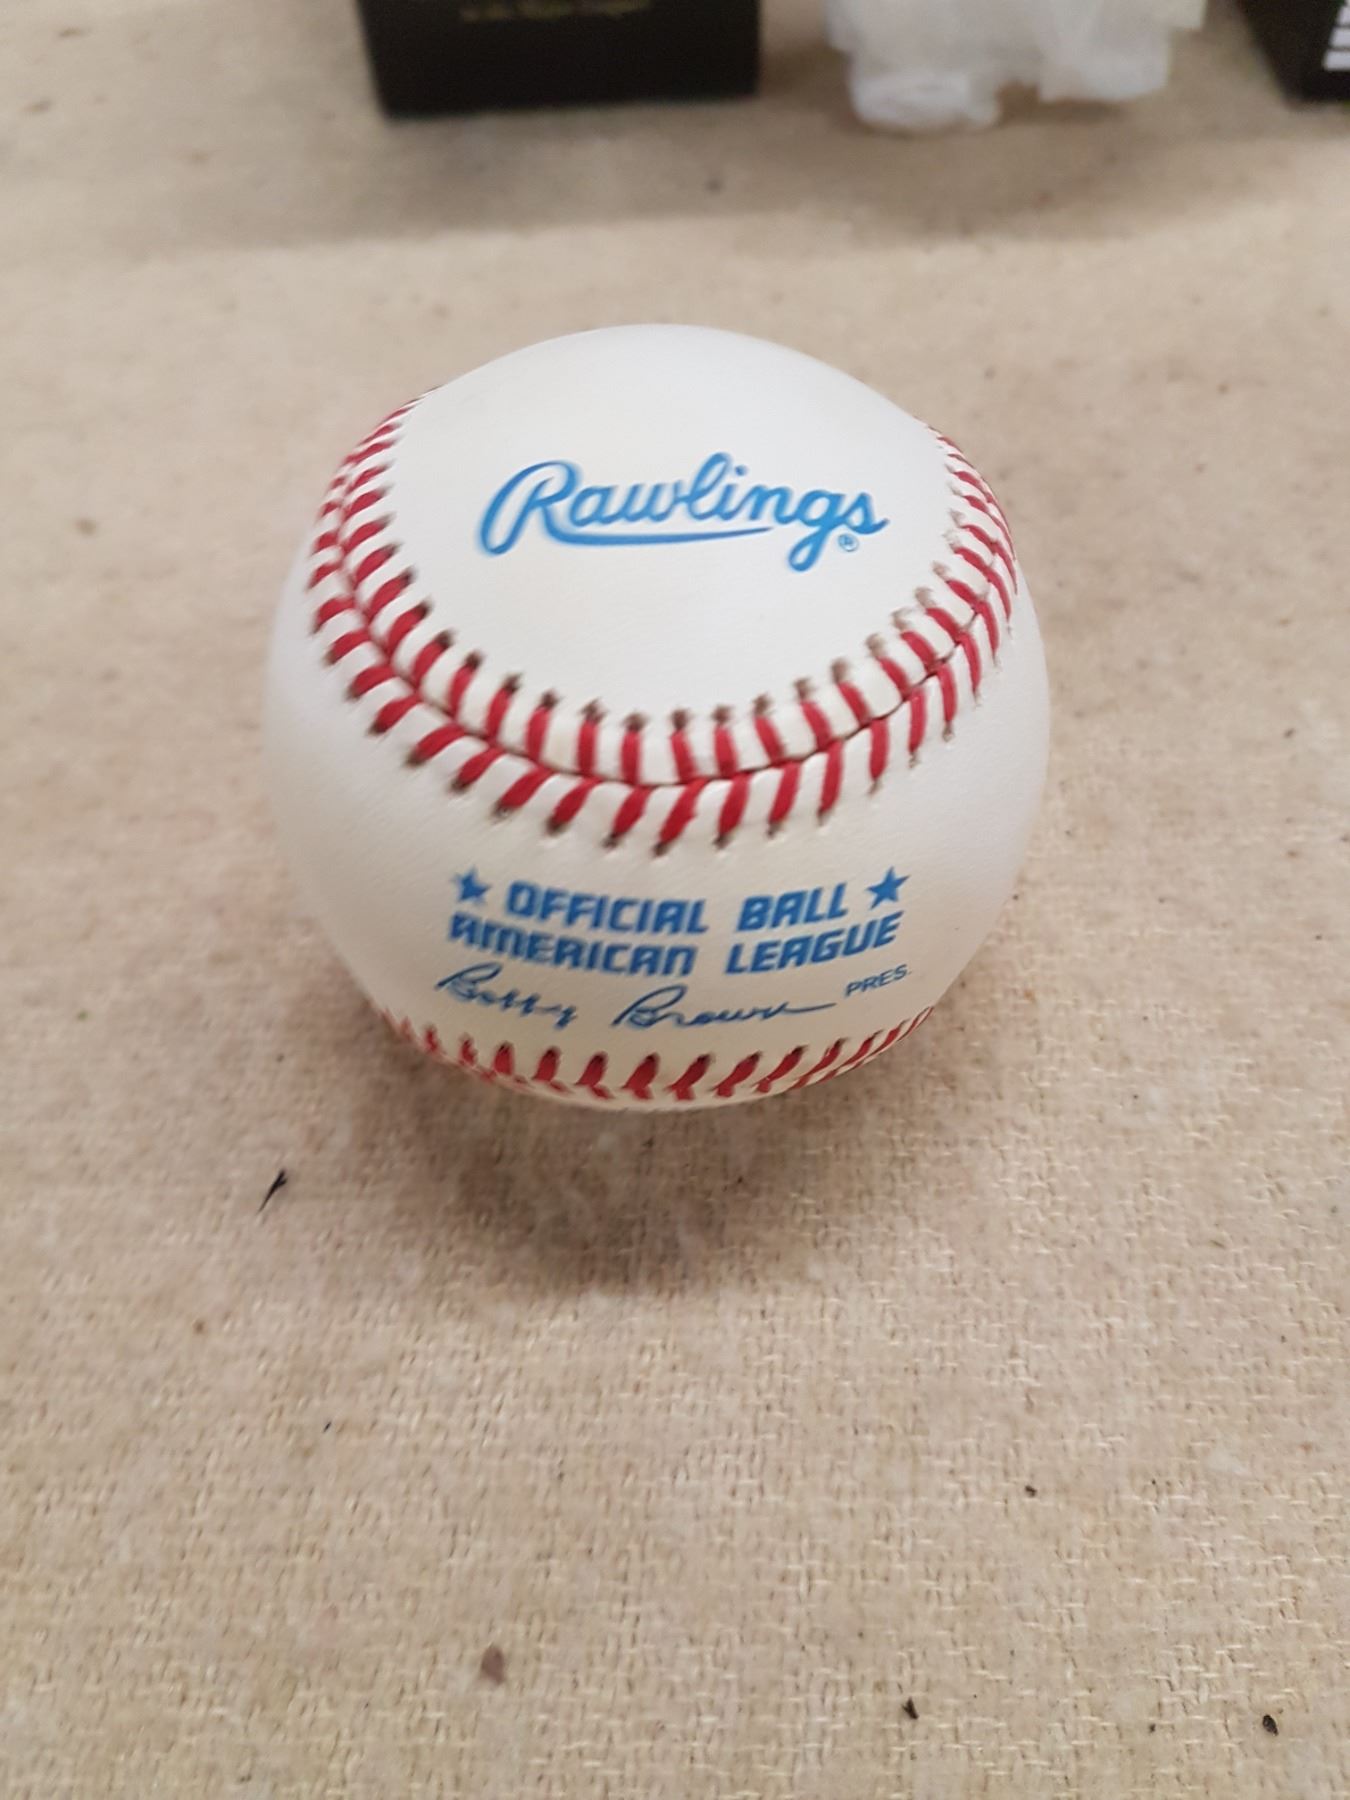 Rawlings®
★ OFFICIAL BALL ★
AMERICAN LEAGUE
Bobby Brown PRES.